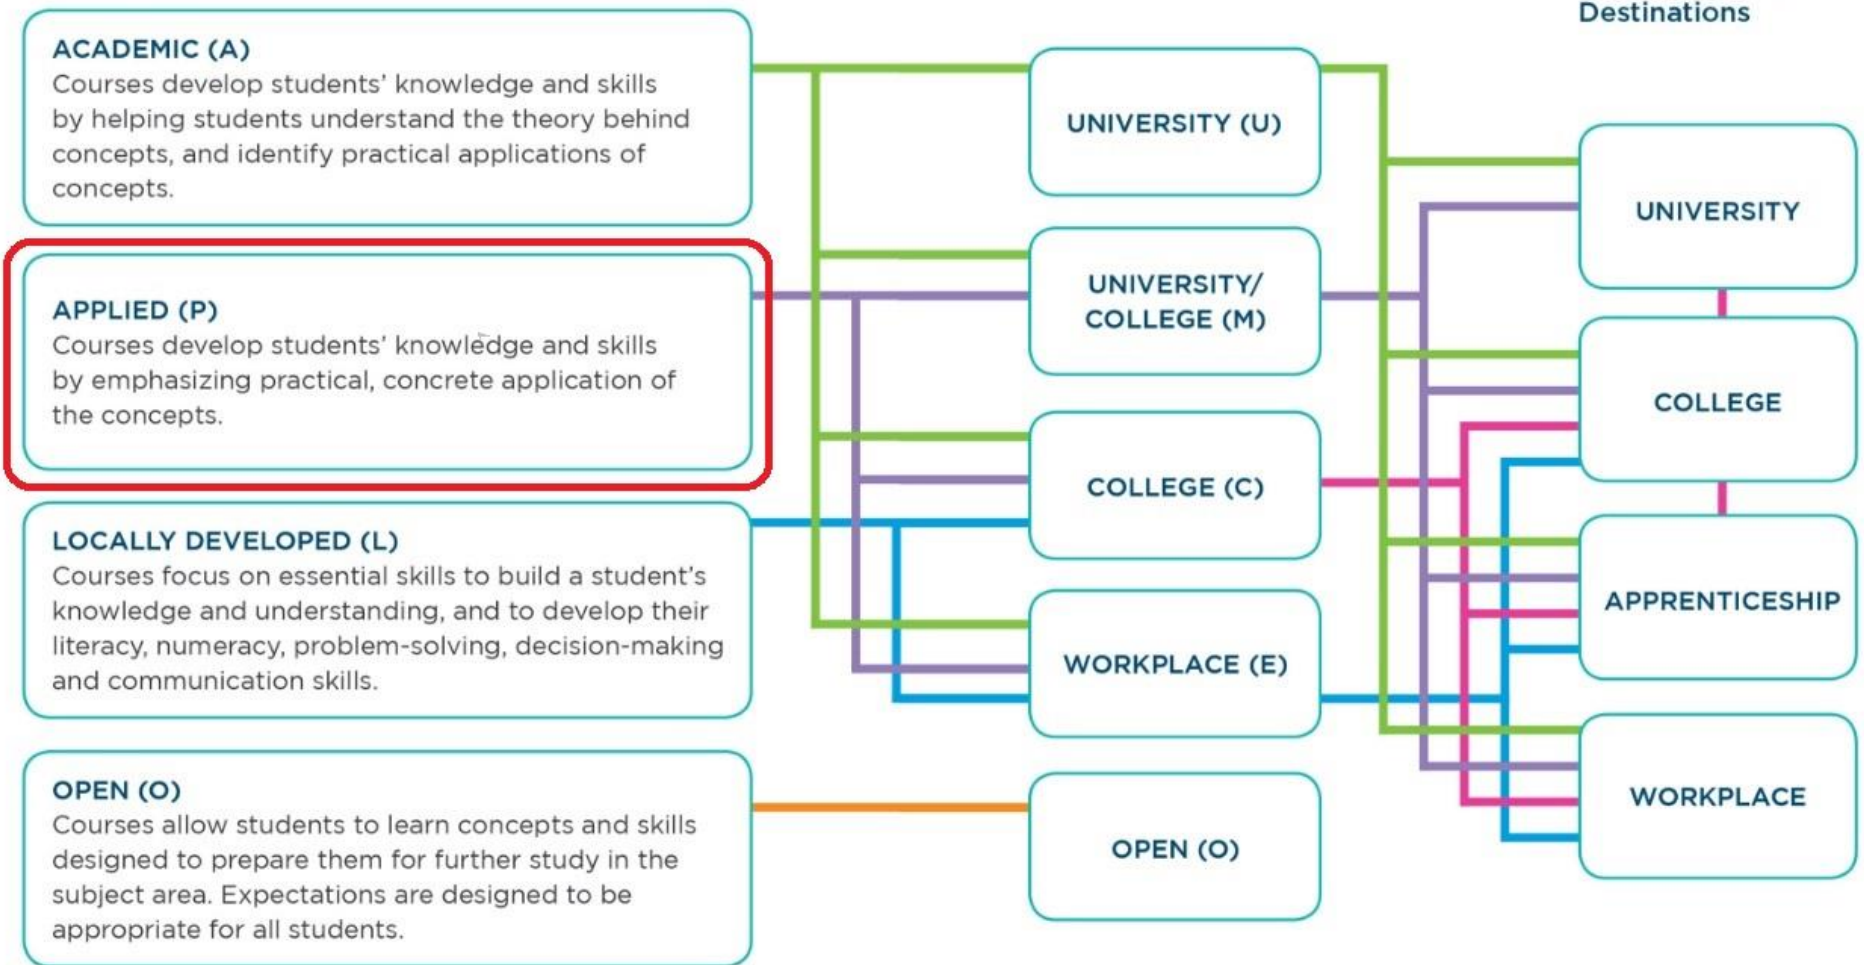 Destinations
ACADEMIC (A)
Courses develop students' knowledge and skills
by helping students understand the theory behind
concepts, and identify practical applications of
concepts.
APPLIED (P)
Courses develop students' knowledge and skills
by emphasizing practical, concrete application of
the concepts.
LOCALLY DEVELOPED (L)
Courses focus on essential skills to build a student's
knowledge and understanding, and to develop their
literacy, numeracy, problem-solving, decision-making
and communication skills.
OPEN (O)
Courses allow students to learn concepts and skills
designed to prepare them for further study in the
subject area. Expectations are designed to be
appropriate for all students.
UNIVERSITY (U)
UNIVERSITY/
COLLEGE (M)
COLLEGE (C)
WORKPLACE (E)
OPEN (O)
UNIVERSITY
COLLEGE
APPRENTICESHIP
WORKPLACE